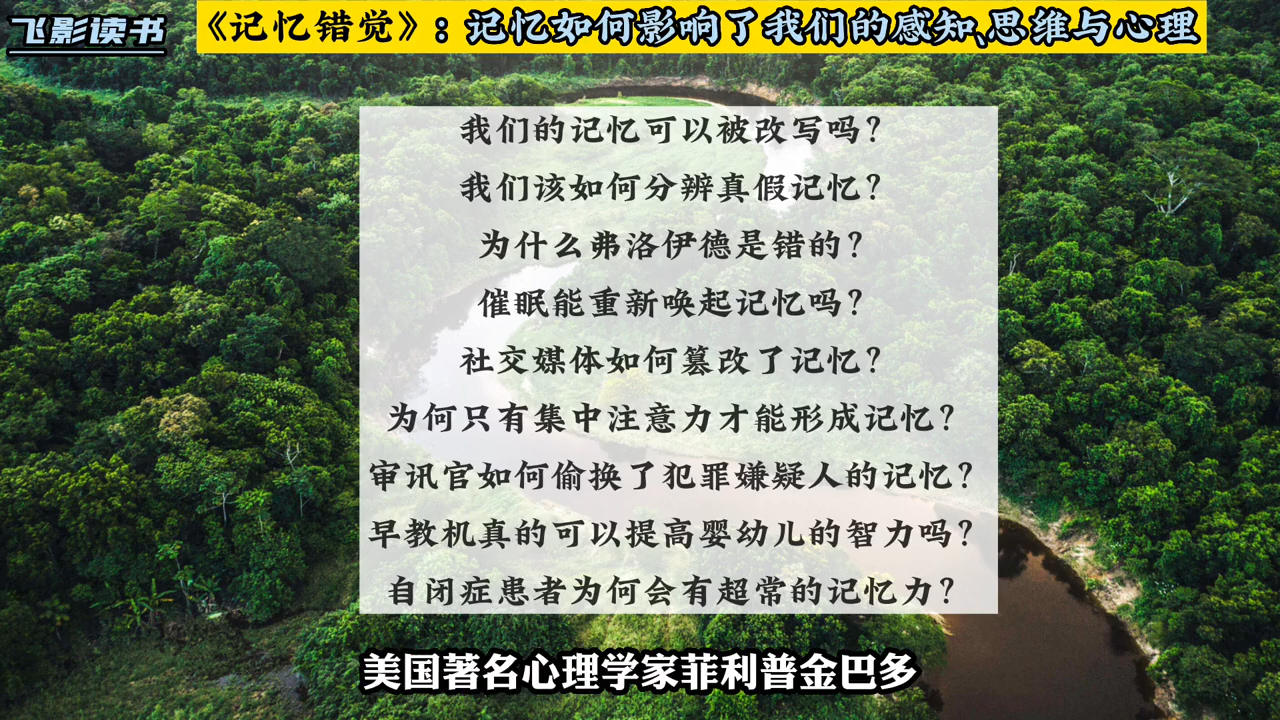 飞影读书
《记忆错觉》：记忆如何影响了我们的感知、思维与心理
我们的记忆可以被改写吗？
我们该如何分辨真假记忆？
为什么弗洛伊德是错的？
催眠能重新唤起记忆吗？
社交媒体如何篡改了记忆？
为何只有集中注意力才能形成记忆？
审讯官如何偷换了犯罪嫌疑人的记忆？
早教机真的可以提高婴幼儿的智力吗？
自闭症患者为何会有超常的记忆力？
美国著名心理学家菲利普金巴多